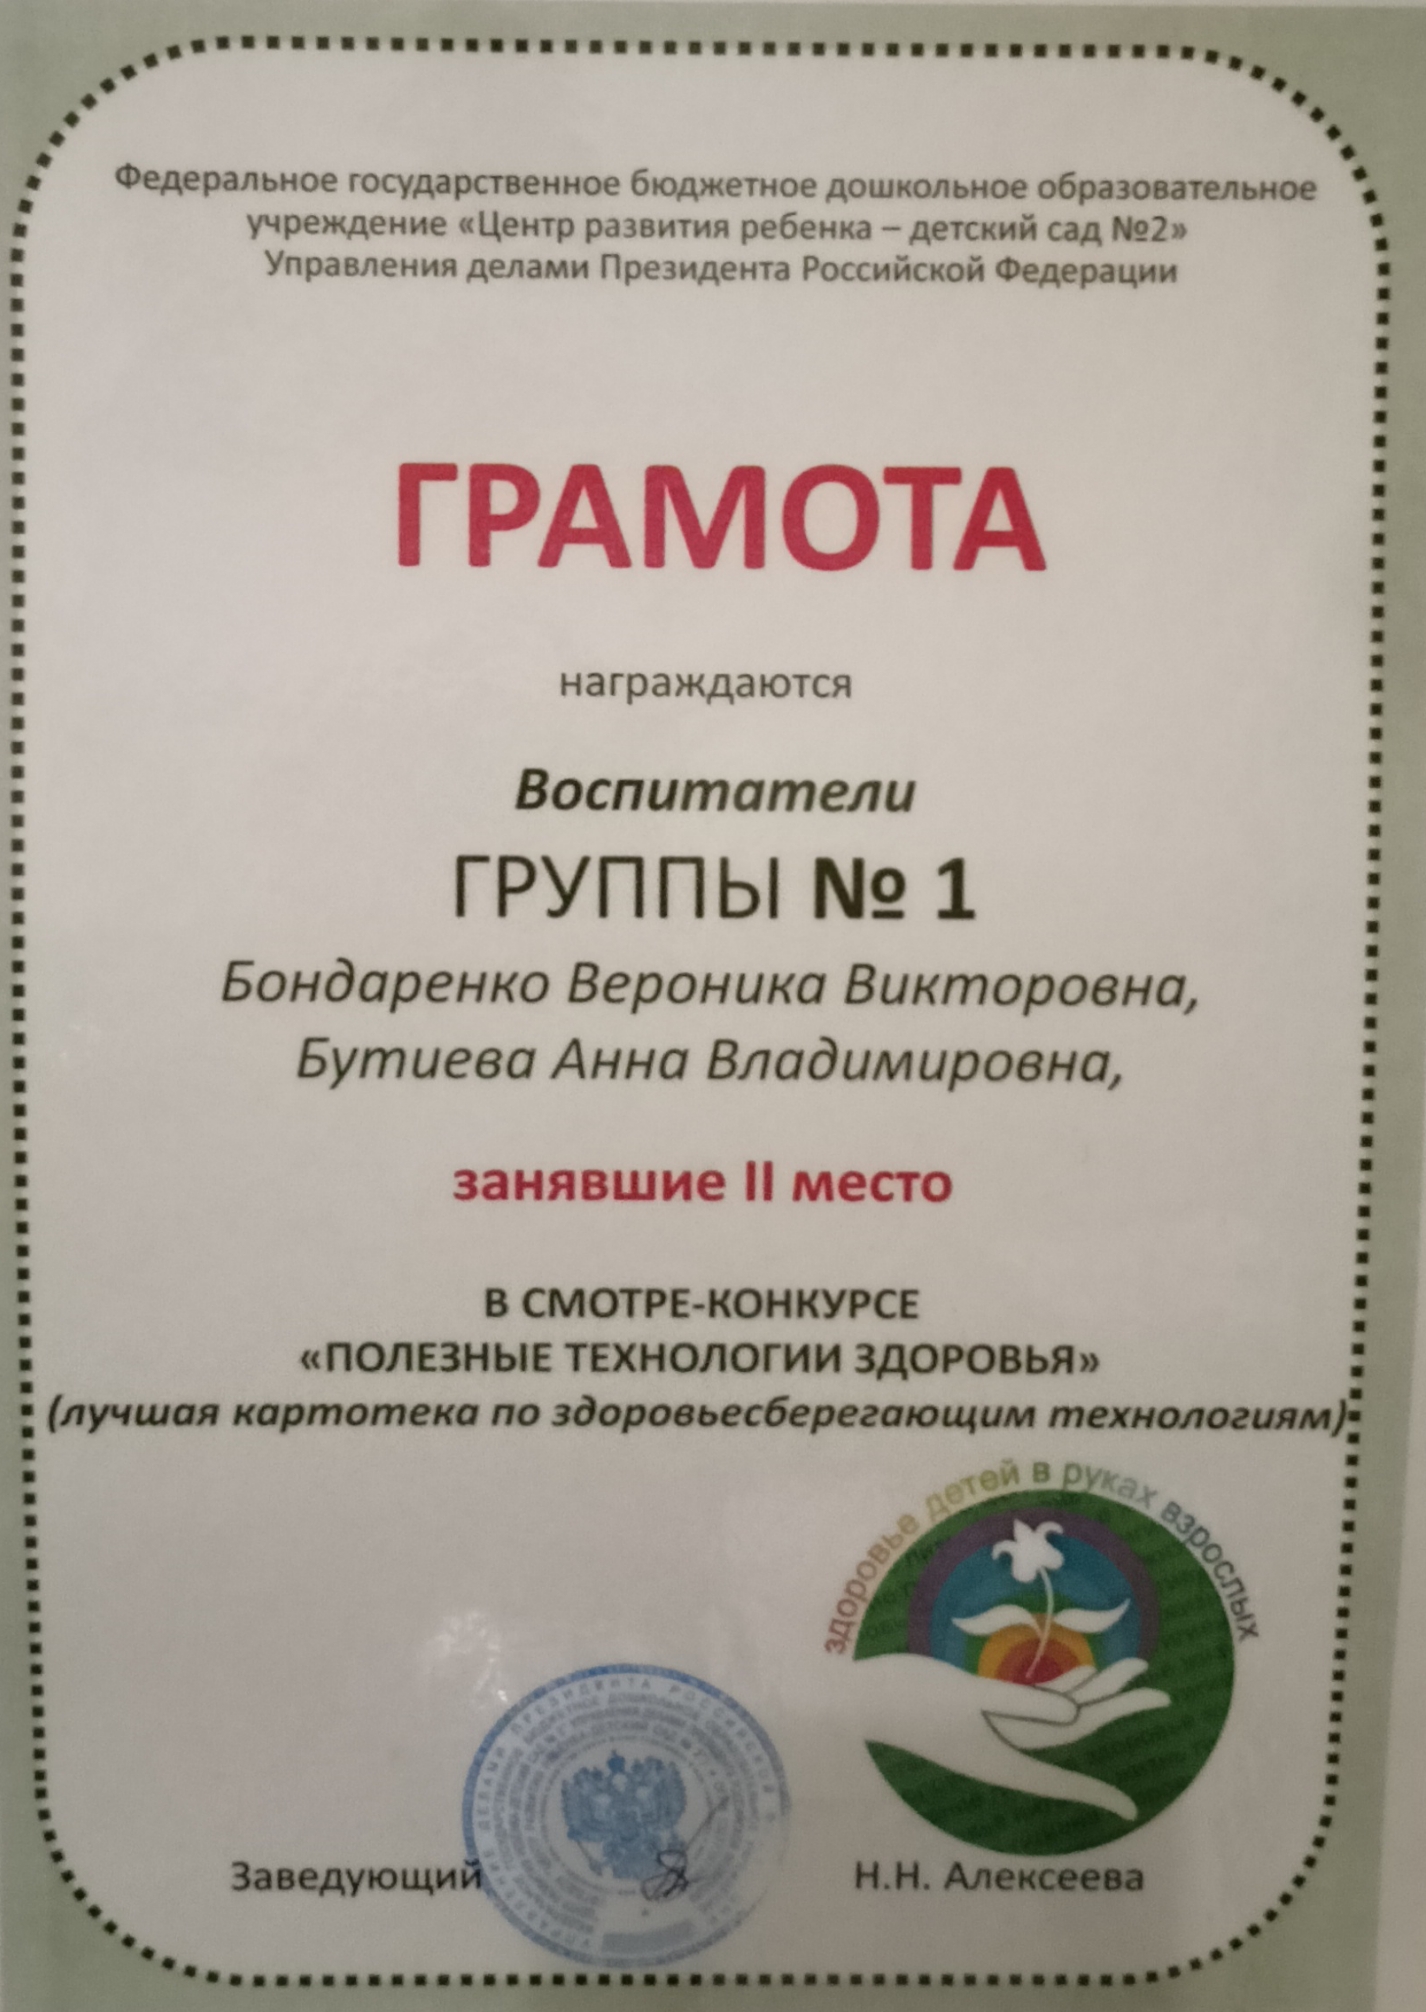 Федеральное государственное бюджетное дошкольное образовательное
учреждение «Центр развития ребенка – детский сад №2»
Управления делами Президента Российской Федерации
ГРАМОТА
награждаются
Воспитатели
ГРУППЫ № 1
Бондаренко Вероника Викторовна,
Бутиева Анна Владимировна,
занявшие II место
В СМОТРЕ-КОНКУРСЕ
«ПОЛЕЗНЫЕ ТЕХНОЛОГИИ ЗДОРОВЬЯ»
(лучшая картотека по здоровьесберегающим технологиям)
здоровье детей в руках взрослых
Заведующий
Н.Н. Алексеева